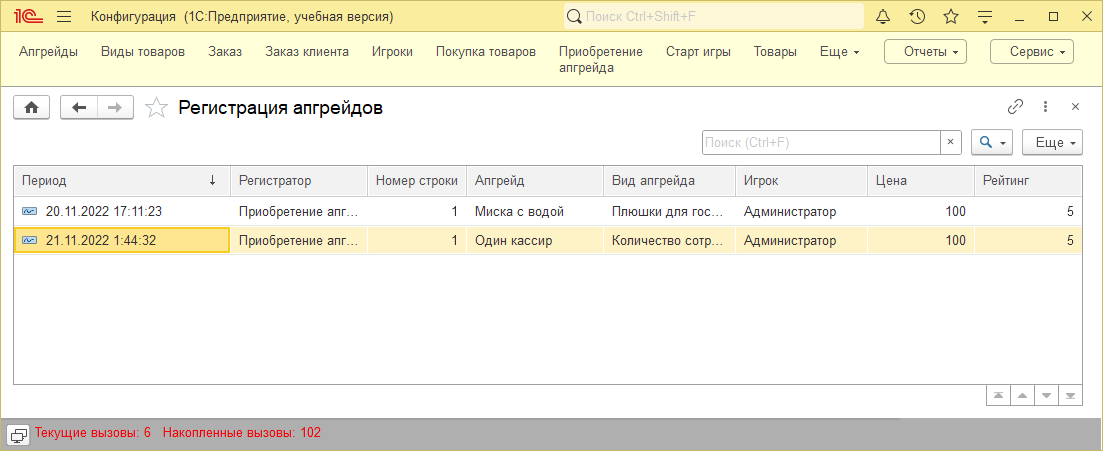 1С Конфигурация (1С:Предприятие, учебная версия) Поиск Ctrl+Shift+F
Апгрейды Виды товаров Заказ Заказ клиента Игроки Покупка товаров Приобретение апгрейда Старт игры Товары Еще Отчеты Сервис
Регистрация апгрейдов
Поиск (Ctrl+F) × Еще
Период ↓ Регистратор Номер строки Апгрейд Вид апгрейда Игрок Цена Рейтинг
20.11.2022 17:11:23 Приобретение апг... 1 Миска с водой Плюшки для гос... Администратор 100 5
21.11.2022 1:44:32 Приобретение апг... 1 Один кассир Количество сотр... Администратор 100 5
Текущие вызовы: 6 Накопленные вызовы: 102